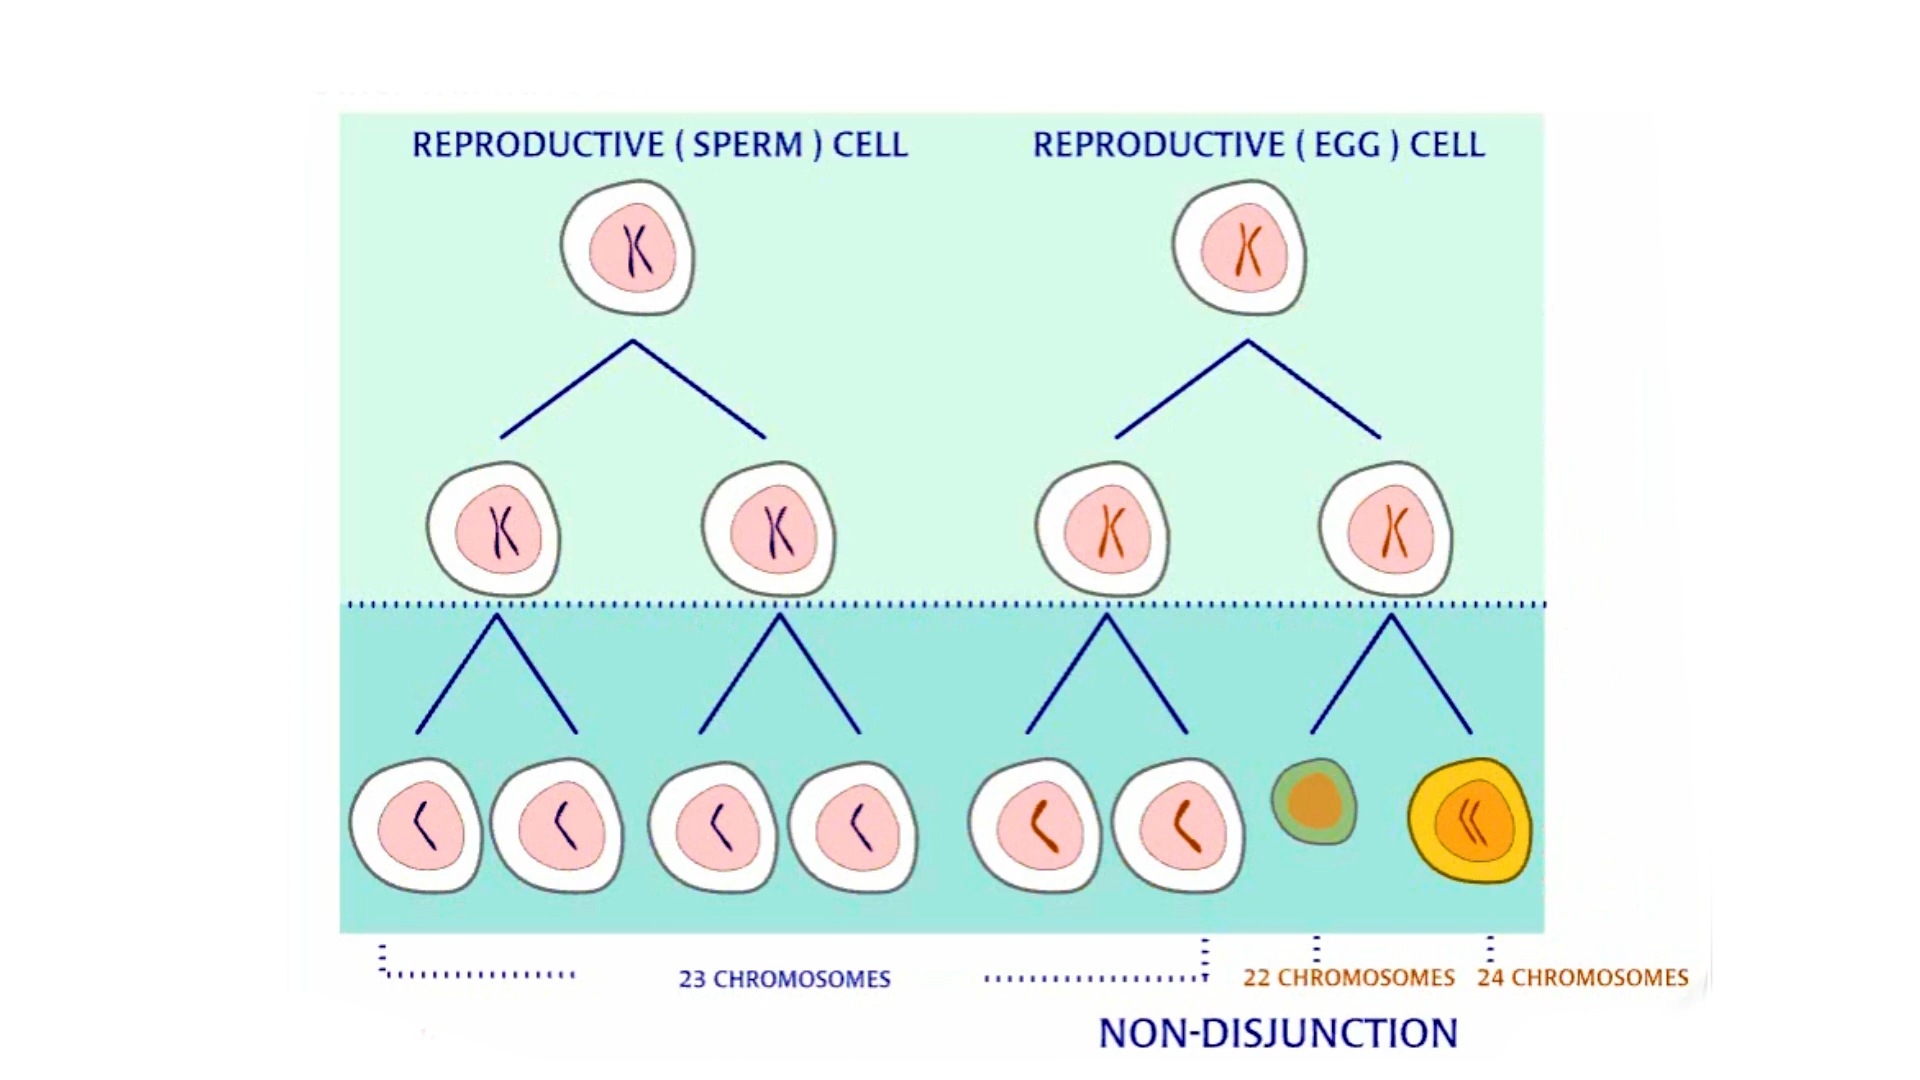 REPRODUCTIVE ( SPERM ) CELL
REPRODUCTIVE ( EGG ) CELL
23 CHROMOSOMES
22 CHROMOSOMES
24 CHROMOSOMES
NON-DISJUNCTION